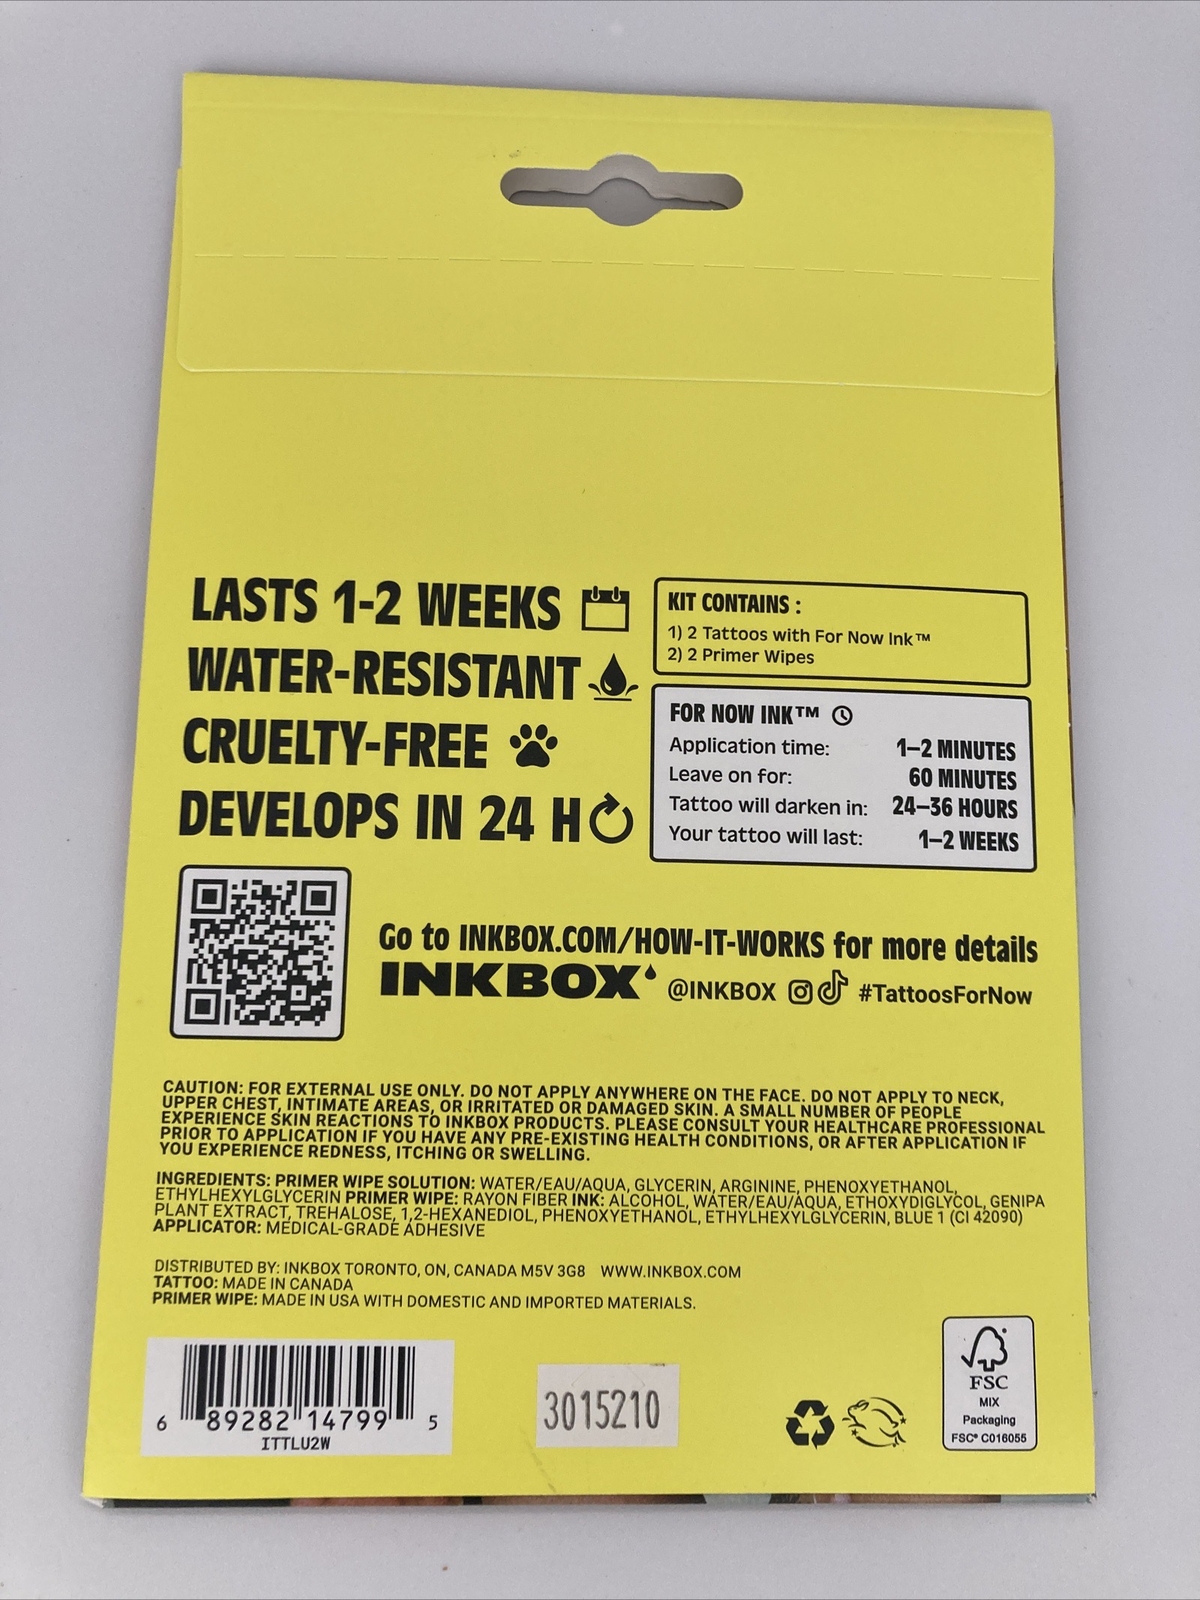 LASTS 1-2 WEEKS
WATER-RESISTANT
CRUELTY-FREE
DEVELOPS IN 24 H
KIT CONTAINS :
1) 2 Tattoos with For Now Ink™
2) 2 Primer Wipes
FOR NOW INK™
Application time: 1–2 MINUTES
Leave on for: 60 MINUTES
Tattoo will darken in: 24–36 HOURS
Your tattoo will last: 1–2 WEEKS
Go to INKBOX.COM/HOW-IT-WORKS for more details
INKBOX @INKBOX #TattoosForNow
CAUTION: FOR EXTERNAL USE ONLY. DO NOT APPLY ANYWHERE ON THE FACE. DO NOT APPLY TO NECK,
UPPER CHEST, INTIMATE AREAS, OR IRRITATED OR DAMAGED SKIN. A SMALL NUMBER OF PEOPLE
EXPERIENCE SKIN REACTIONS TO INKBOX PRODUCTS. PLEASE CONSULT YOUR HEALTHCARE PROFESSIONAL
PRIOR TO APPLICATION IF YOU HAVE ANY PRE-EXISTING HEALTH CONDITIONS, OR AFTER APPLICATION IF
YOU EXPERIENCE REDNESS, ITCHING OR SWELLING.
INGREDIENTS: PRIMER WIPE SOLUTION: WATER/EAU/AQUA, GLYCERIN, ARGININE, PHENOXYETHANOL,
ETHYLHEXYLGLYCERIN PRIMER WIPE: RAYON FIBER INK: ALCOHOL, WATER/EAU/AQUA, ETHOXYDIGLYCOL, GENIPA
PLANT EXTRACT, TREHALOSE, 1,2-HEXANEDIOL, PHENOXYETHANOL, ETHYLHEXYLGLYCERIN, BLUE 1 (CI 42090)
APPLICATOR: MEDICAL-GRADE ADHESIVE
DISTRIBUTED BY: INKBOX TORONTO, ON, CANADA M5V 3G8 WWW.INKBOX.COM
TATTOO: MADE IN CANADA
PRIMER WIPE: MADE IN USA WITH DOMESTIC AND IMPORTED MATERIALS.
6 89282 14799 5
ITTLU2W
3015210
FSC
MIX
Packaging
FSC® C016055